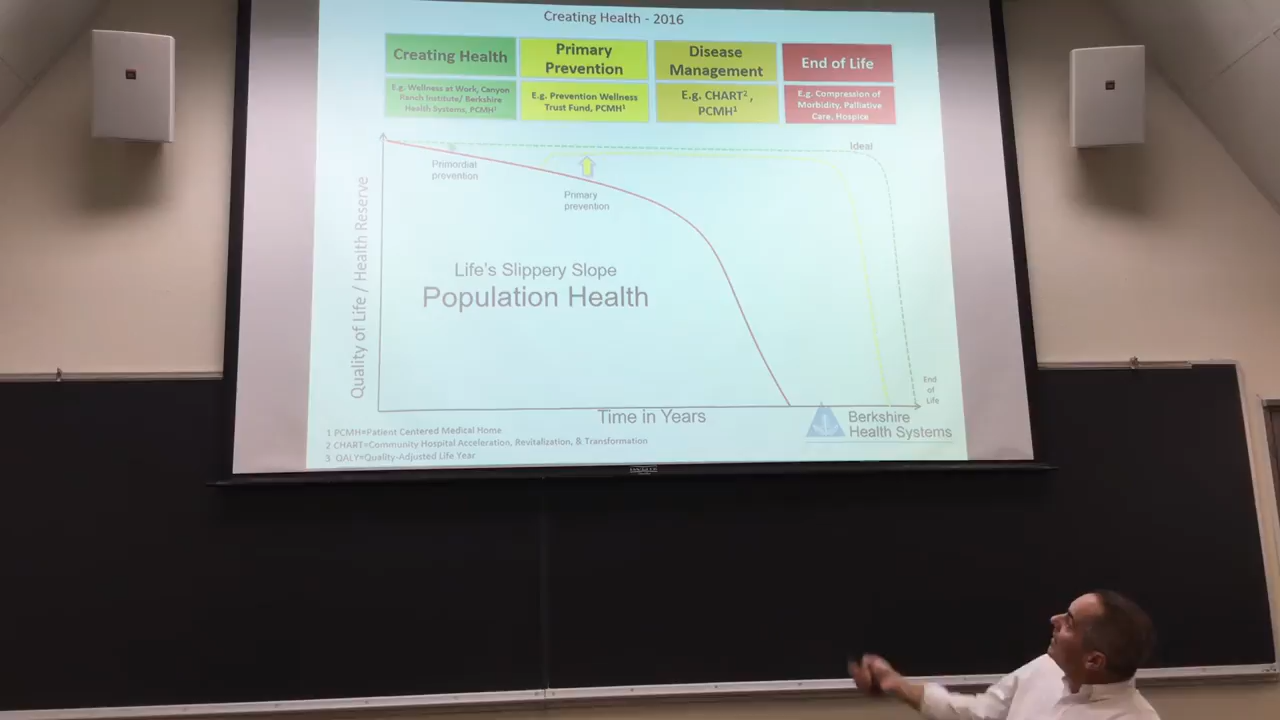 Creating Health - 2016
Creating Health
Primary
Prevention
Disease
Management
End of Life
E.g. Wellness at Work, Canyon
Ranch Institute/ Berkshire
Health Systems, PCMH¹
E.g. Prevention Wellness
Trust Fund, PCMH¹
E.g. CHART²,
PCMH¹
E.g. Compression of
Morbidity, Palliative
Care, Hospice
Ideal
Primordial
prevention
Primary
prevention
Quality of Life / Health Reserve
Life's Slippery Slope
Population Health
End
of
Life
Time in Years
Berkshire
Health Systems
1 PCMH=Patient Centered Medical Home
2 CHART=Community Hospital Acceleration, Revitalization, & Transformation
3 QALY=Quality-Adjusted Life Year